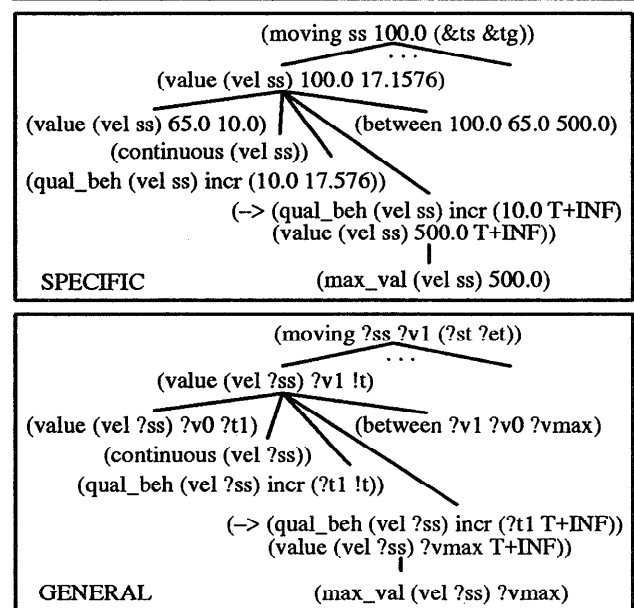 (moving ss 100.0 (&ts &tg))
. . .
(value (vel ss) 100.0 17.1576)
(value (vel ss) 65.0 10.0)
(between 100.0 65.0 500.0)
(continuous (vel ss))
(qual_beh (vel ss) incr (10.0 17.576))
(--> (qual_beh (vel ss) incr (10.0 T+INF)
(value (vel ss) 500.0 T+INF))
SPECIFIC
(max_val (vel ss) 500.0)
(moving ?ss ?v1 (?st ?et))
. . .
(value (vel ?ss) ?v1 !t)
(value (vel ?ss) ?v0 ?t1)
(between ?v1 ?v0 ?vmax)
(continuous (vel ?ss))
(qual_beh (vel ?ss) incr (?t1 !t))
(--> (qual_beh (vel ?ss) incr (?t1 T+INF))
(value (vel ?ss) ?vmax T+INF))
GENERAL
(max_val (vel ?ss) ?vmax)